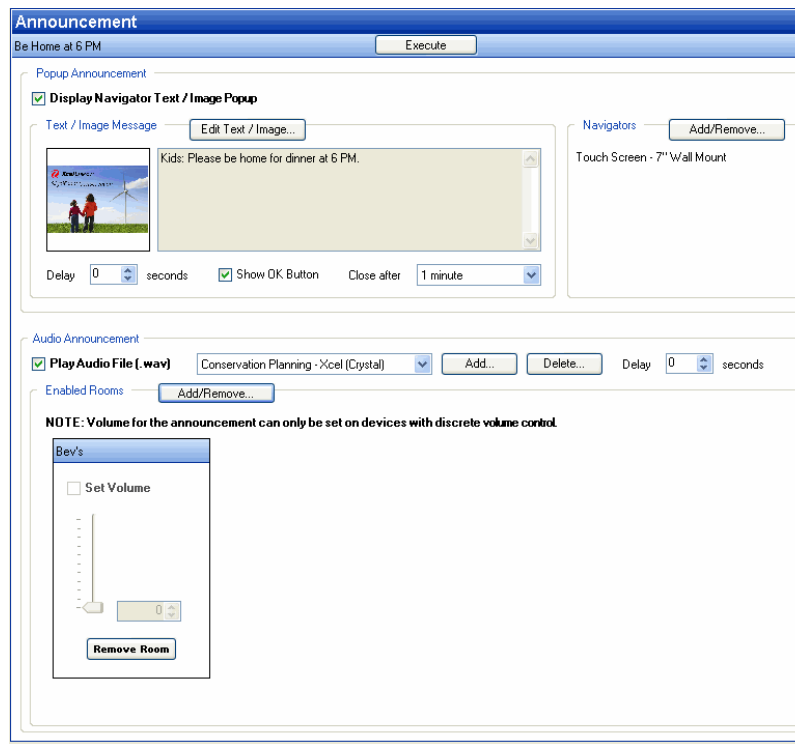 Announcement
Be Home at 6 PM
Execute
Popup Announcement
Display Navigator Text / Image Popup
Text / Image Message
Edit Text / Image...
Navigators
Add/Remove...
Kids: Please be home for dinner at 6 PM.
Touch Screen - 7" Wall Mount
Delay 0 seconds
Show OK Button
Close after 1 minute
Audio Announcement
Play Audio File (.wav)
Conservation Planning - Xcel (Crystal)
Add...
Delete...
Delay 0 seconds
Enabled Rooms
Add/Remove...
NOTE: Volume for the announcement can only be set on devices with discrete volume control.
Bev's
Set Volume
0
Remove Room